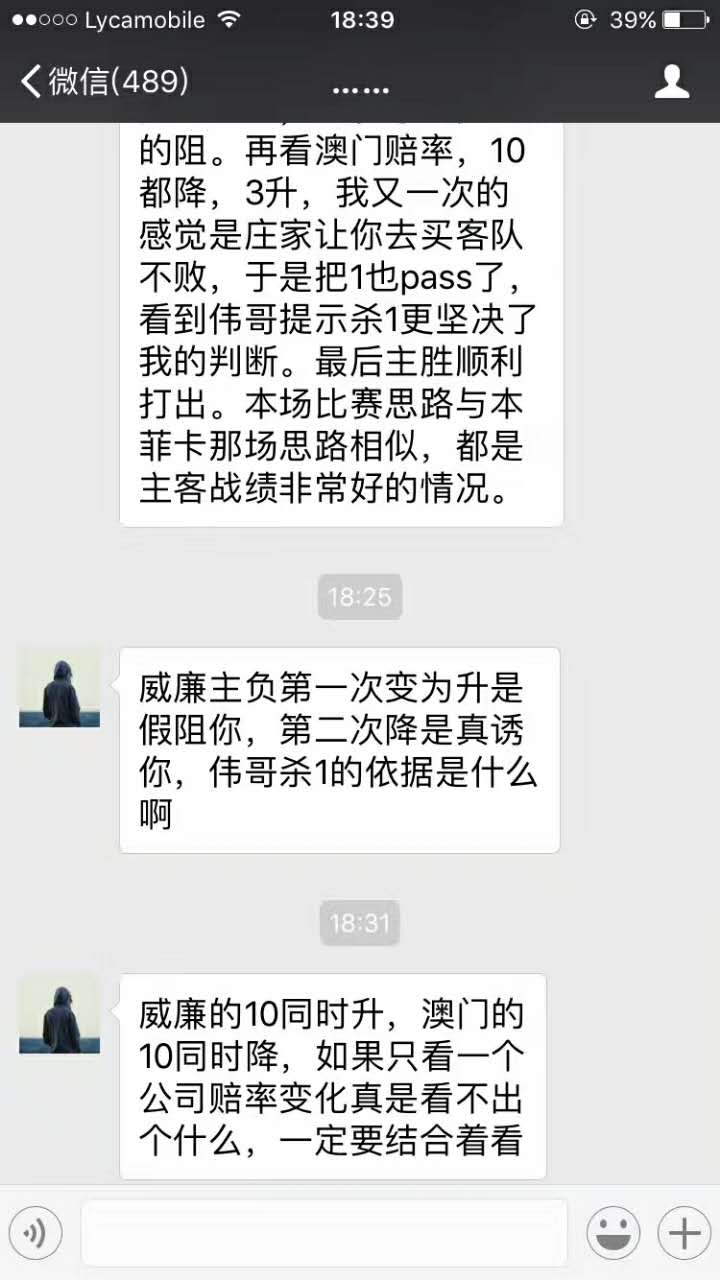 Lycamobile 18:39 39%
微信(489) ……
的阻。再看澳门赔率，10
都降，3升，我又一次的
感觉是庄家让你去买客队
不败，于是把1也pass了，
看到伟哥提示杀1更坚决了
我的判断。最后主胜顺利
打出。本场比赛思路与本
菲卡那场思路相似，都是
主客战绩非常好的情况。
18:25
威廉主负第一次变为升是
假阻你，第二次降是真诱
你，伟哥杀1的依据是什么
啊
18:31
威廉的10同时升，澳门的
10同时降，如果只看一个
公司赔率变化真是看不出
个什么，一定要结合着看